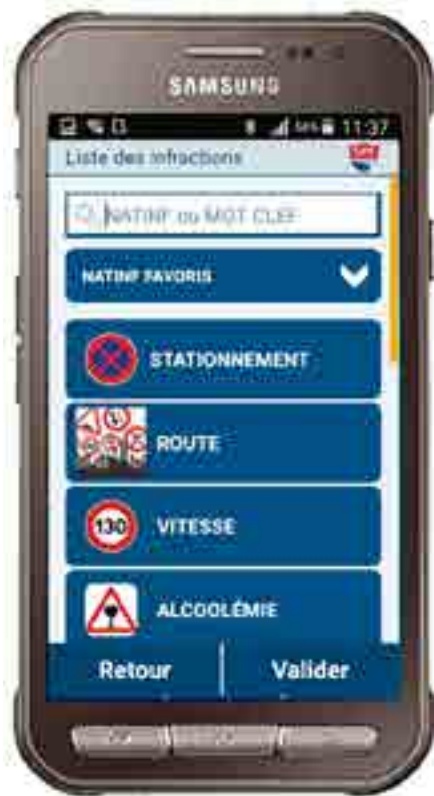 SAMSUNG
11:37
Liste des infractions
NATINF ou MOT CLEF
NATINF FAVORIS
STATIONNEMENT
ROUTE
130 VITESSE
ALCOOLÉMIE
Retour Valider